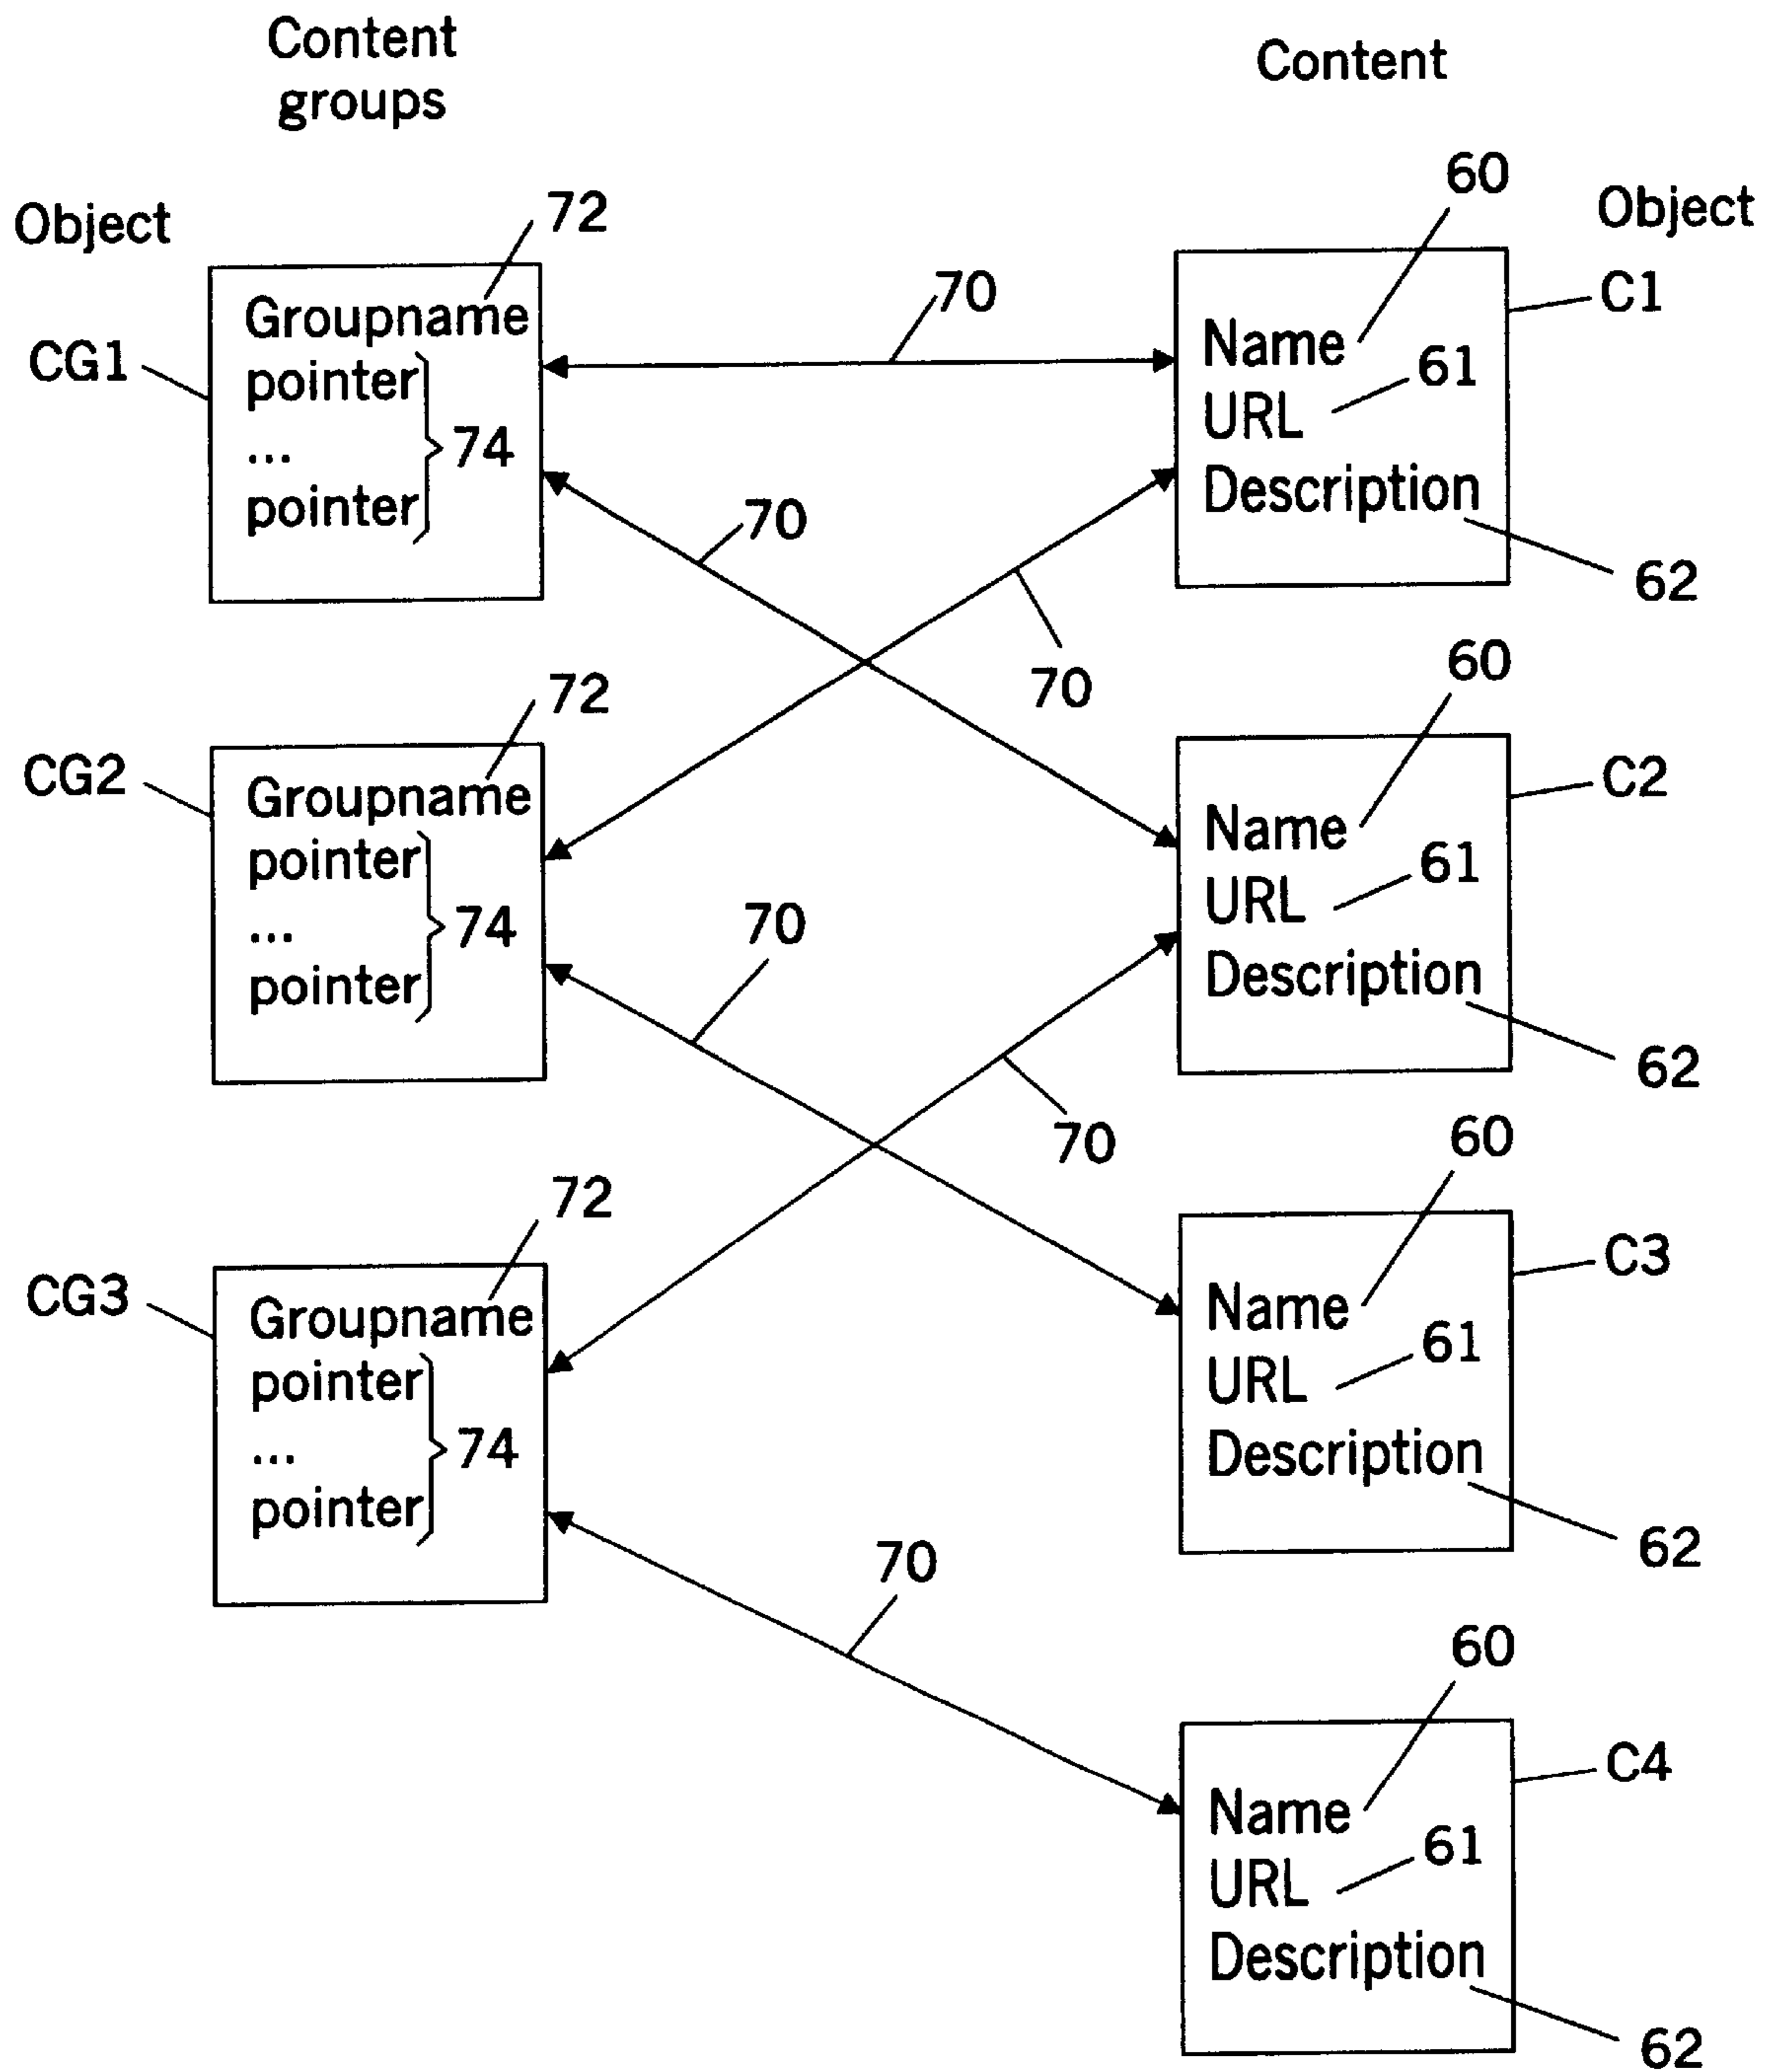 Content
groups
Content
Object
Object
72
Groupname
pointer
...
pointer
74
CG1
70
60
C1
Name
61
URL
Description
62
70
70
72
CG2
Groupname
pointer
...
pointer
74
60
C2
Name
61
URL
Description
62
70
70
72
CG3
Groupname
pointer
...
pointer
74
60
C3
Name
61
URL
Description
62
70
60
C4
Name
61
URL
Description
62